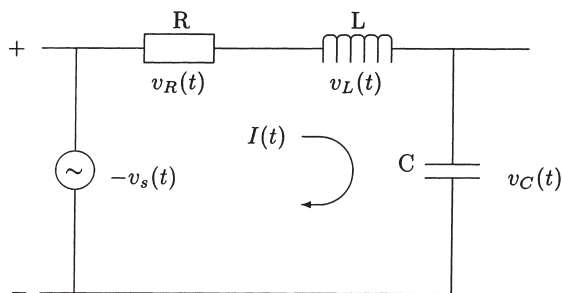 R L
+
v_R(t) v_L(t)
I(t)
C
~ −v_s(t) v_C(t)
−